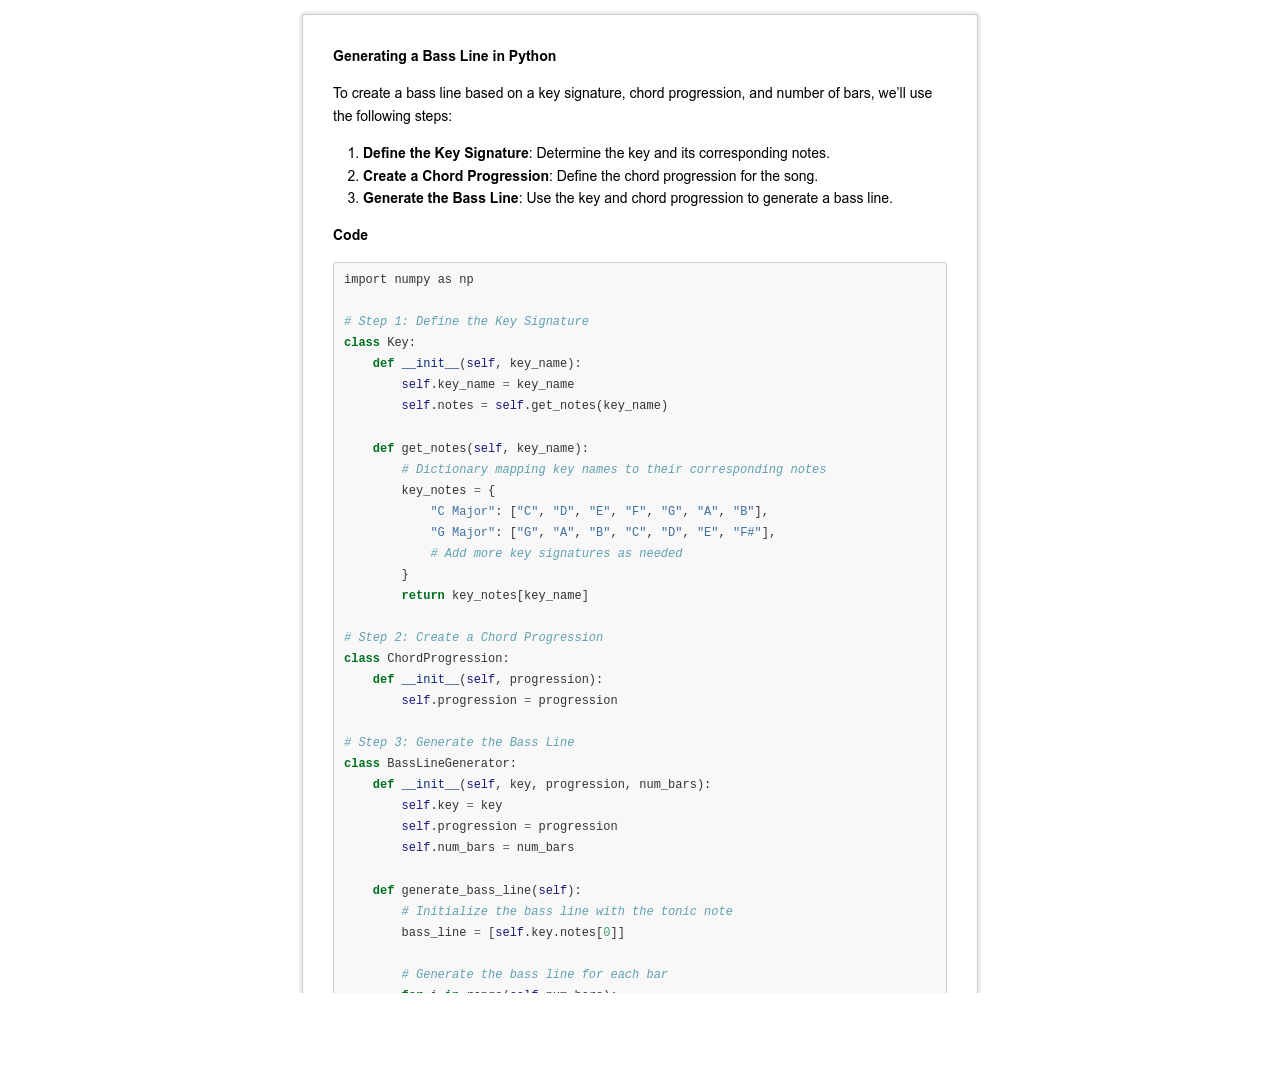 Generating a Bass Line in Python
To create a bass line based on a key signature, chord progression, and number of bars, we’ll use
the following steps:
1. Define the Key Signature: Determine the key and its corresponding notes.
2. Create a Chord Progression: Define the chord progression for the song.
3. Generate the Bass Line: Use the key and chord progression to generate a bass line.
Code
import numpy as np
# Step 1: Define the Key Signature
class Key:
    def __init__(self, key_name):
        self.key_name = key_name
        self.notes = self.get_notes(key_name)
    def get_notes(self, key_name):
        # Dictionary mapping key names to their corresponding notes
        key_notes = {
            "C Major": ["C", "D", "E", "F", "G", "A", "B"],
            "G Major": ["G", "A", "B", "C", "D", "E", "F#"],
            # Add more key signatures as needed
        }
        return key_notes[key_name]
# Step 2: Create a Chord Progression
class ChordProgression:
    def __init__(self, progression):
        self.progression = progression
# Step 3: Generate the Bass Line
class BassLineGenerator:
    def __init__(self, key, progression, num_bars):
        self.key = key
        self.progression = progression
        self.num_bars = num_bars
    def generate_bass_line(self):
        # Initialize the bass line with the tonic note
        bass_line = [self.key.notes[0]]
        # Generate the bass line for each bar
        for i in range(self.num_bars):